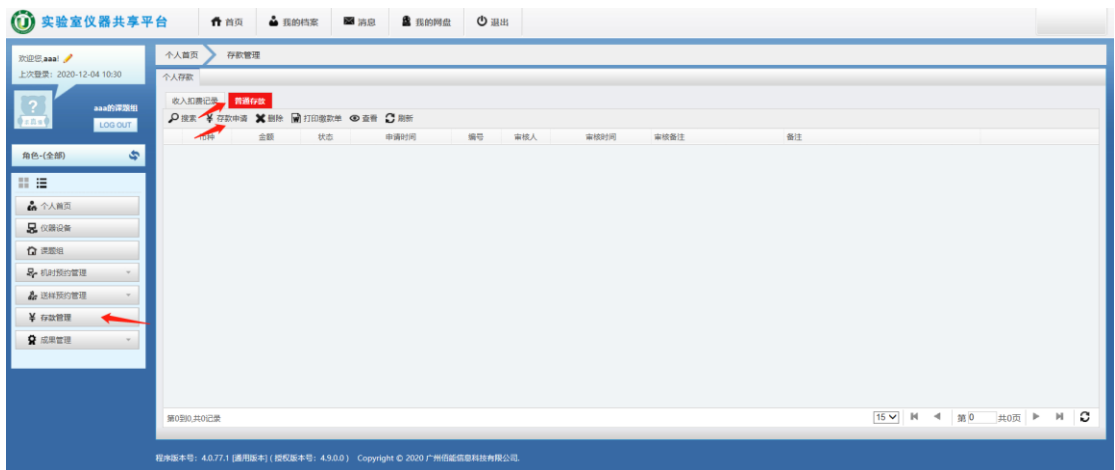 实验室仪器共享平台 首页 我的档案 消息 我的网盘 退出
欢迎您,aaa!
上次登录：2020-12-04 10:30
aaa的课题组
LOG OUT
角色-(全部)
个人首页
仪器设备
课题组
机时预约管理
送样预约管理
存款管理
成果管理
个人首页 存款管理
个人存款
收入扣费记录 普通存款
搜索 存款申请 删除 打印缴款单 查看 刷新
币种 金额 状态 申请时间 编号 审核人 审核时间 审核备注 备注
第0到0,共0记录 15 第 0 共0页
程序版本号：4.0.77.1 [通用版本] ( 授权版本号：4.9.0.0 ) Copyright © 2020 广州佰能信息科技有限公司.